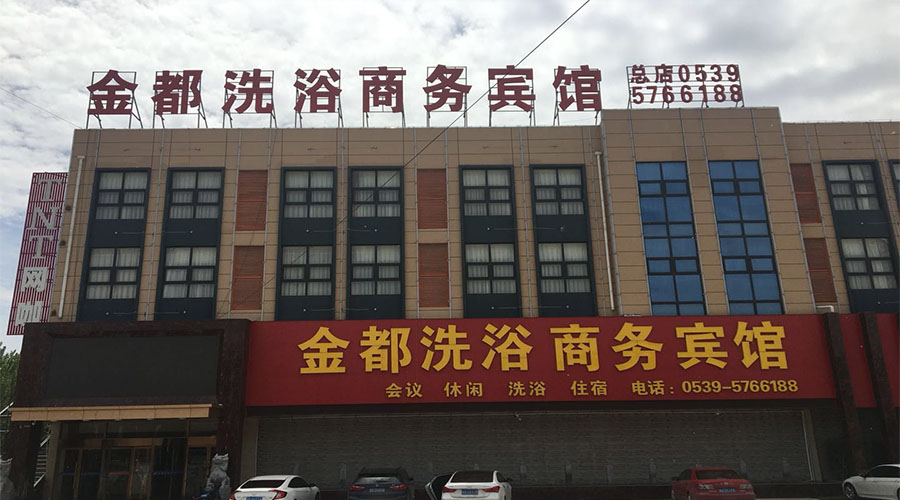 金都洗浴商务宾馆
总店0539
5766188
网尊
金都洗浴商务宾馆
会议 休闲 洗浴 住宿 电话：0539-5766188